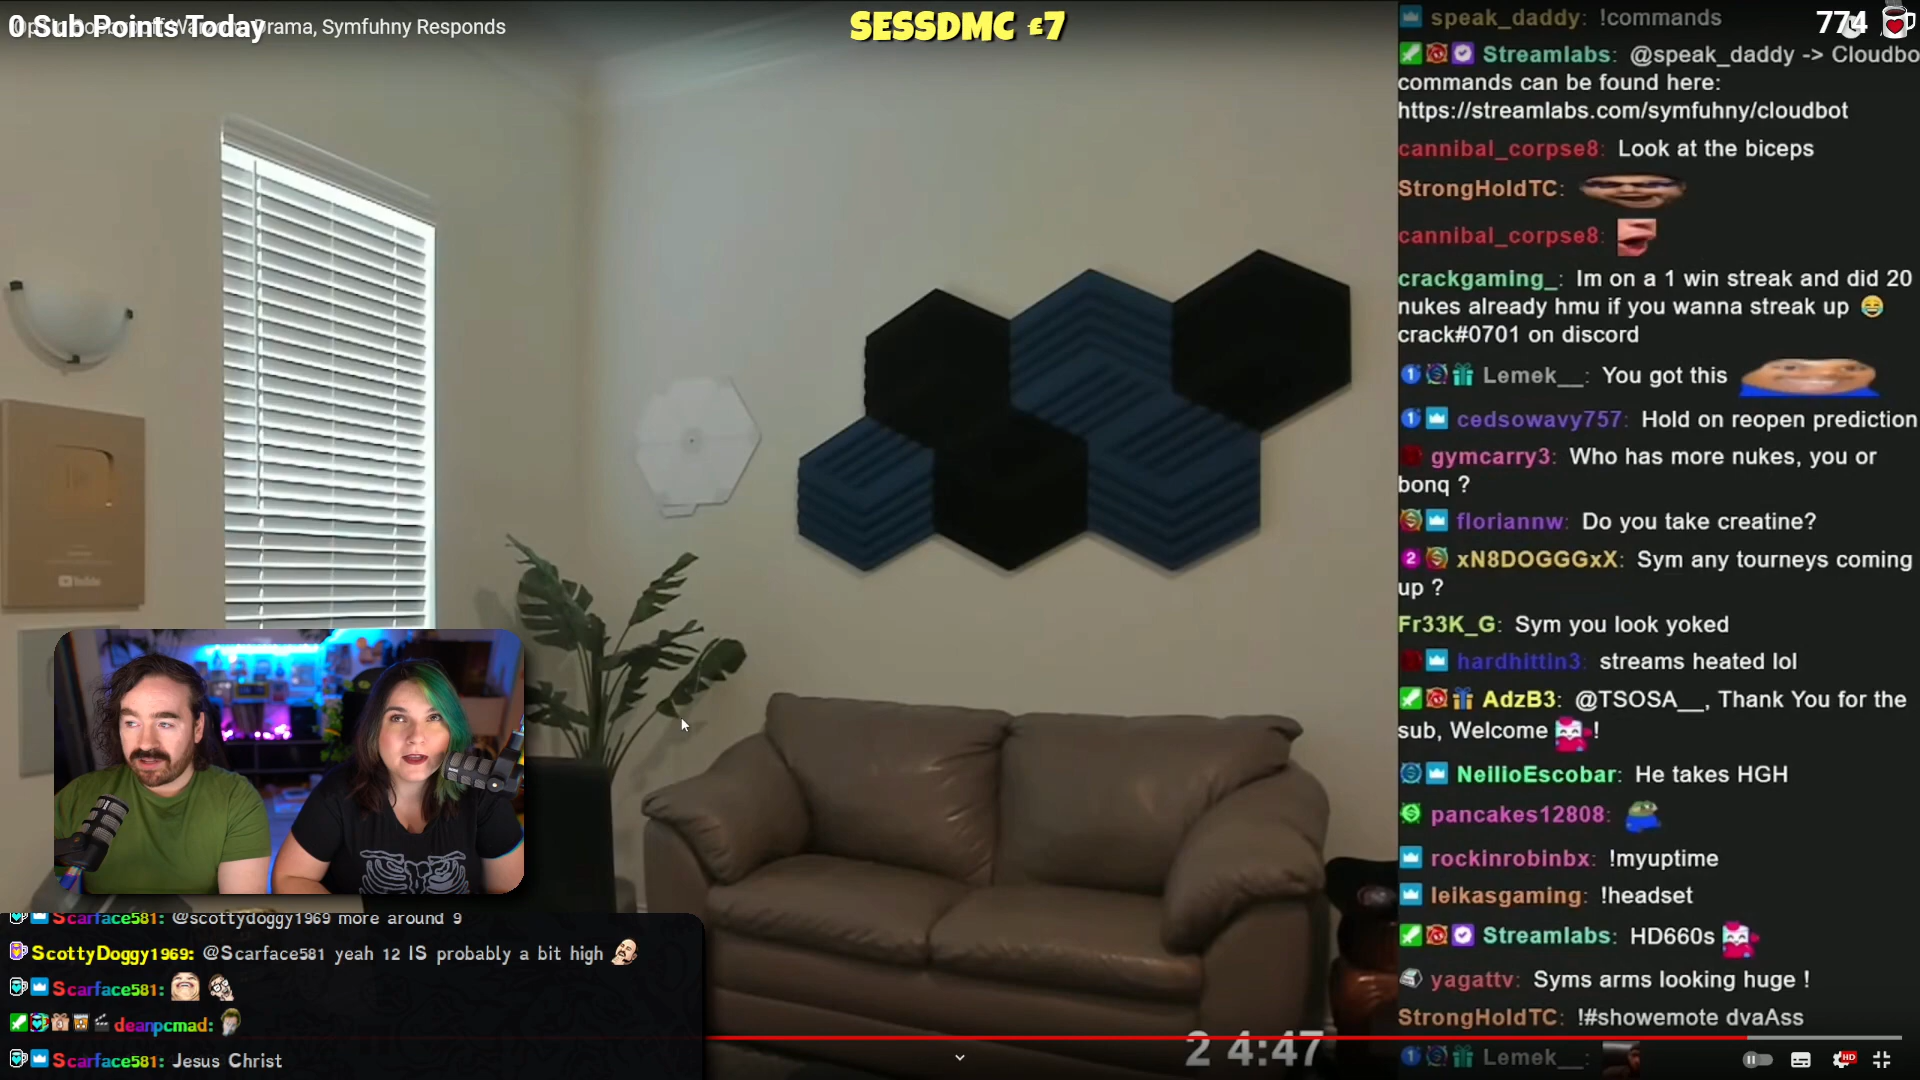 0 Sub Points Today
Drama, Symfuhny Responds
SESSDMC £7
774
speak_daddy: !commands
Streamlabs: @speak_daddy -> Cloudbo
commands can be found here:
https://streamlabs.com/symfuhny/cloudbot
cannibal_corpse8: Look at the biceps
StrongHoldTC:
cannibal_corpse8:
crackgaming_: Im on a 1 win streak and did 20
nukes already hmu if you wanna streak up 😂
crack#0701 on discord
Lemek__: You got this
cedsowavy757: Hold on reopen prediction
gymcarry3: Who has more nukes, you or
bonq ?
floriannw: Do you take creatine?
xN8DOGGGxX: Sym any tourneys coming
up ?
Fr33K_G: Sym you look yoked
hardhittin3: streams heated lol
AdzB3: @TSOSA__, Thank You for the
sub, Welcome !
NeilioEscobar: He takes HGH
pancakes12808:
rockinrobinbx: !myuptime
leikasgaming: !headset
Streamlabs: HD660s
yagattv: Syms arms looking huge !
StrongHoldTC: !#showemote dvaAss
Lemek__:
YouTube
Scarface581: @scottydoggy1969 more around 9
ScottyDoggy1969: @Scarface581 yeah 12 IS probably a bit high
Scarface581:
deanpcmad:
Scarface581: Jesus Christ
2 4:47
HD